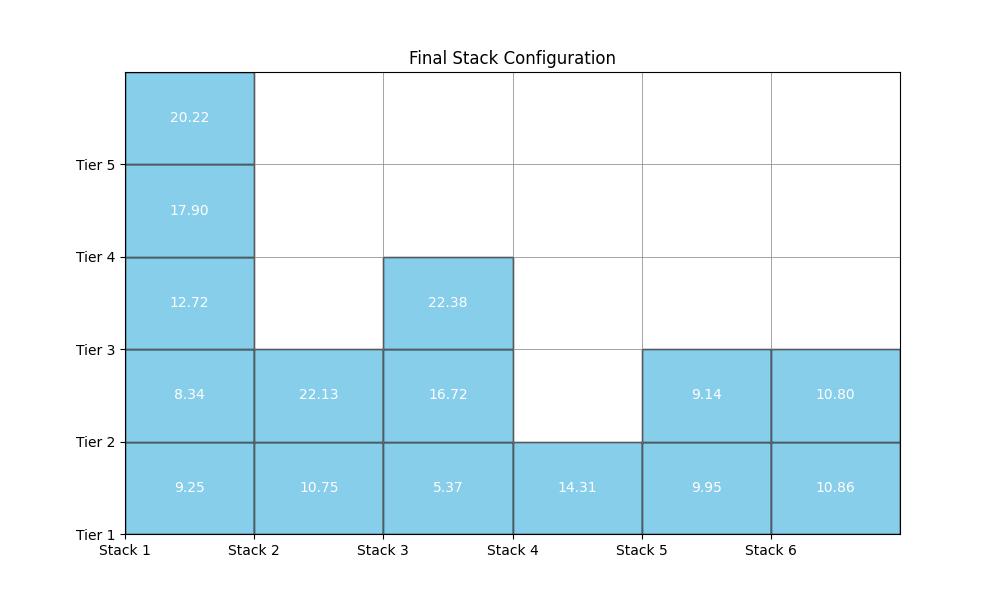 Final Stack Configuration
20.22
Tier 5
17.90
Tier 4
12.72 22.38
Tier 3
8.34 22.13 16.72 9.14 10.80
Tier 2
9.25 10.75 5.37 14.31 9.95 10.86
Tier 1
Stack 1 Stack 2 Stack 3 Stack 4 Stack 5 Stack 6